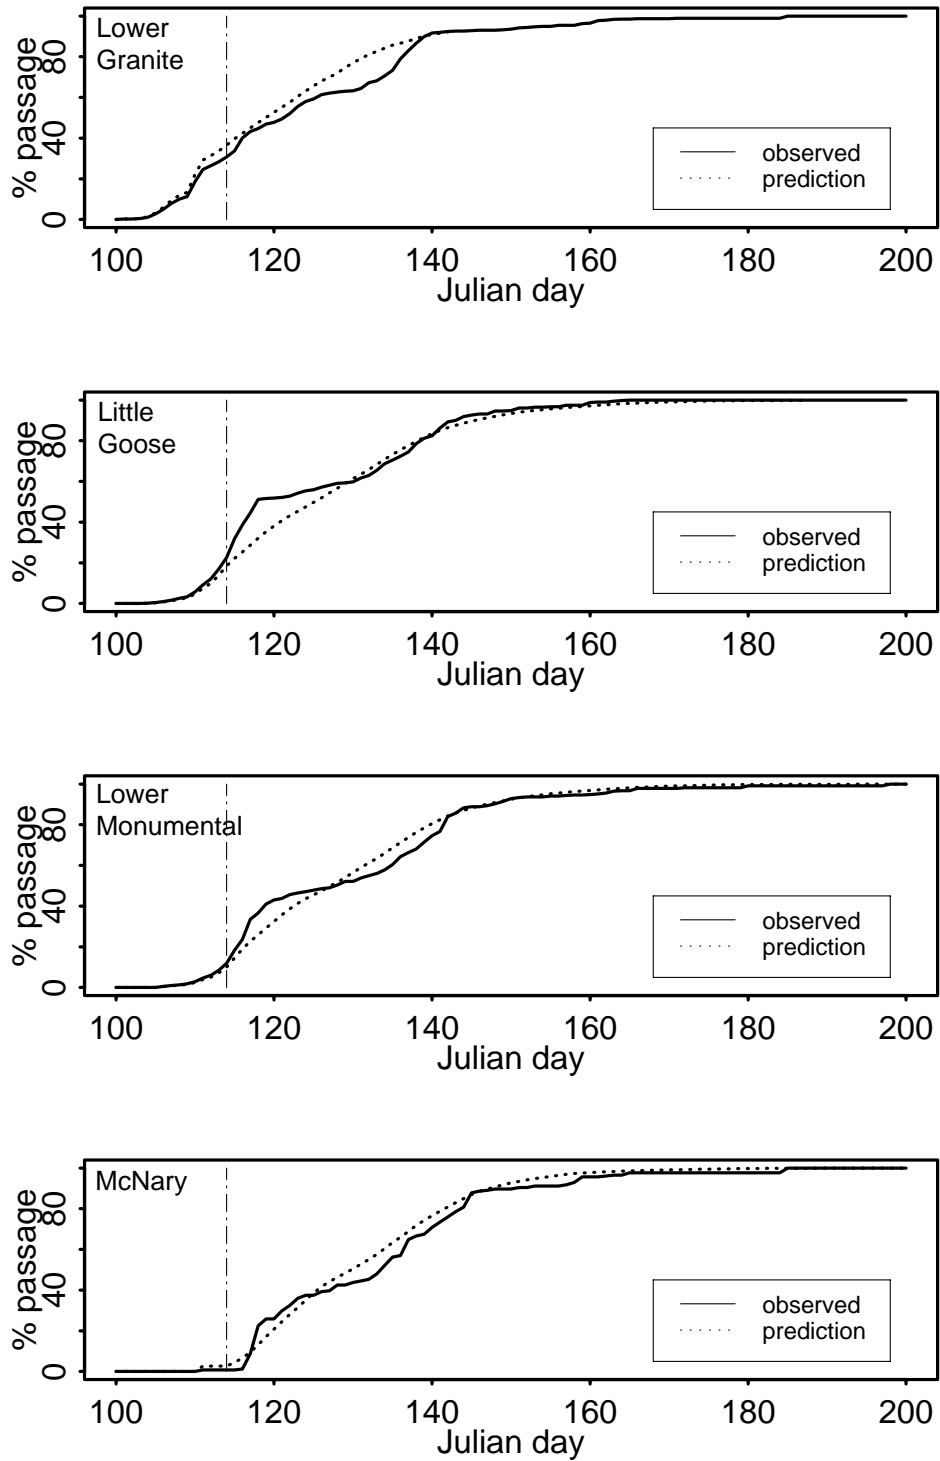 Lower
Granite
% passage
0 40 80
observed
prediction
100 120 140 160 180 200
Julian day
Little
Goose
% passage
0 40 80
observed
prediction
100 120 140 160 180 200
Julian day
Lower
Monumental
% passage
0 40 80
observed
prediction
100 120 140 160 180 200
Julian day
McNary
% passage
0 40 80
observed
prediction
100 120 140 160 180 200
Julian day